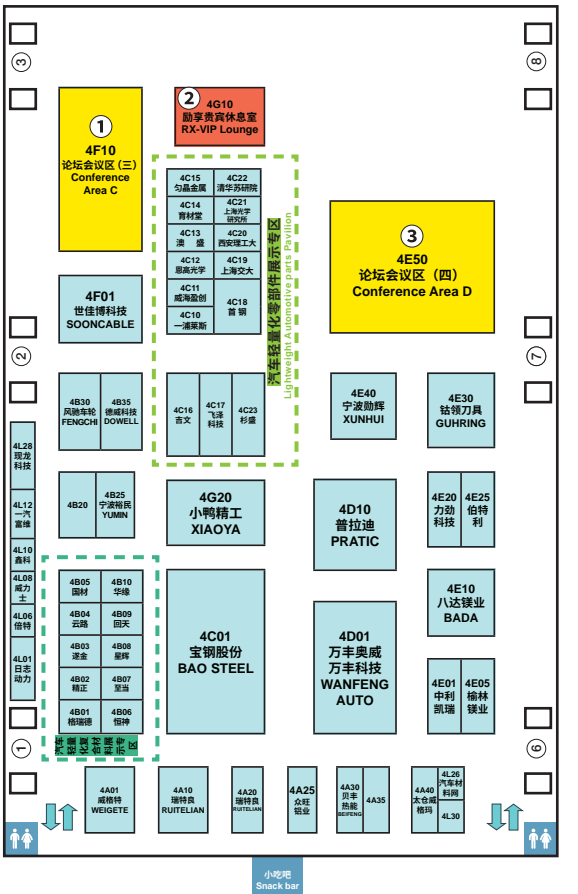 ③
⑧
①
4F10
论坛会议区（三）
Conference
Area C
②
4G10
励享贵宾休息室
RX-VIP Lounge
4C15
匀晶金属
4C22
清华苏研院
4C14
育材堂
4C21
上海光学
研究所
4C13
澳 盛
4C20
西安理工大
4C12
恩高光学
4C19
上海交大
4C11
威海盈创
4C10
一浦莱斯
4C18
首 钢
汽车轻量化零部件展示专区
Lightweight Automotive parts Pavilion
③
4E50
论坛会议区（四）
Conference Area D
4F01
世佳博科技
SOONCABLE
②
⑦
4B30
风驰车轮
FENGCHI
4B35
德威科技
DOWELL
4C16
吉文
4C17
飞泽
科技
4C23
杉盛
4E40
宁波勋辉
XUNHUI
4E30
钴领刀具
GUHRING
4L28
现龙
科技
4L12
一汽
富维
4L10
鑫科
4L08
威力
士
4L06
倍特
4L01
日志
动力
4B20
4B25
宁波裕民
YUMIN
4G20
小鸭精工
XIAOYA
4D10
普拉迪
PRATIC
4E20
力劲
科技
4E25
伯特
利
4B05
国材
4B10
华缘
4B04
云路
4B09
回天
4B03
遂金
4B08
星辉
4B02
精正
4B07
至当
4B01
格瑞德
4B06
恒神
汽车轻量化复合材料展示专区
4C01
宝钢股份
BAO STEEL
4D01
万丰奥威
万丰科技
WANFENG
AUTO
4E10
八达镁业
BADA
4E01
中利
凯瑞
4E05
榆林
镁业
①
⑥
4A01
威格特
WEIGETE
4A10
瑞特良
RUITELIAN
4A20
瑞特良
RUITELIAN
4A25
众旺
铝业
4A30
贝丰
热能
BEIFENG
4A35
4A40
太仓威
格玛
4L26
汽车材
料网
4L30
小吃吧
Snack bar